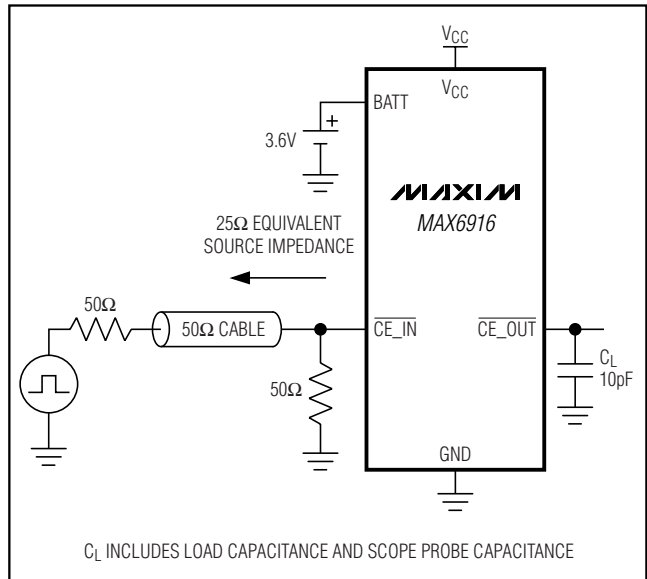 VCC
VCC
BATT
+
3.6V
MAXIM
MAX6916
25Ω EQUIVALENT
SOURCE IMPEDANCE
50Ω
50Ω CABLE
CE_IN
CE_OUT
50Ω
CL
10pF
GND
CL INCLUDES LOAD CAPACITANCE AND SCOPE PROBE CAPACITANCE